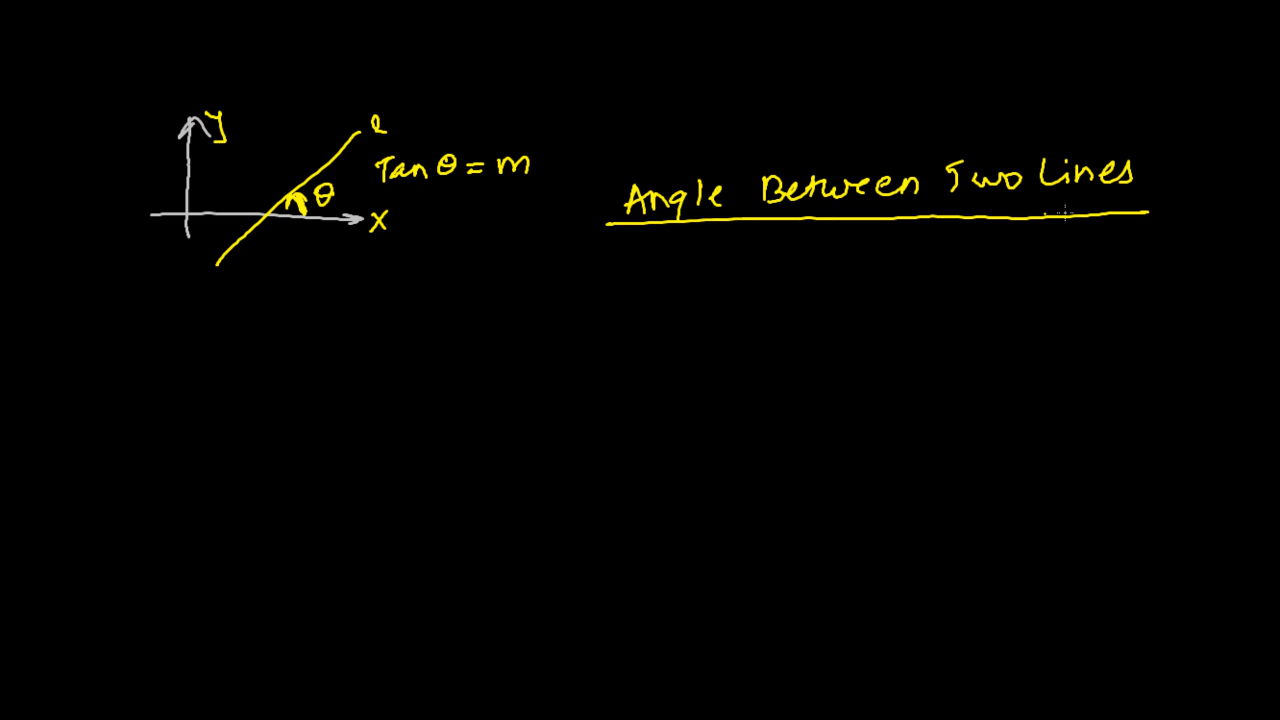 y
l
Tan θ = m
θ
x
Angle Between Two Lines